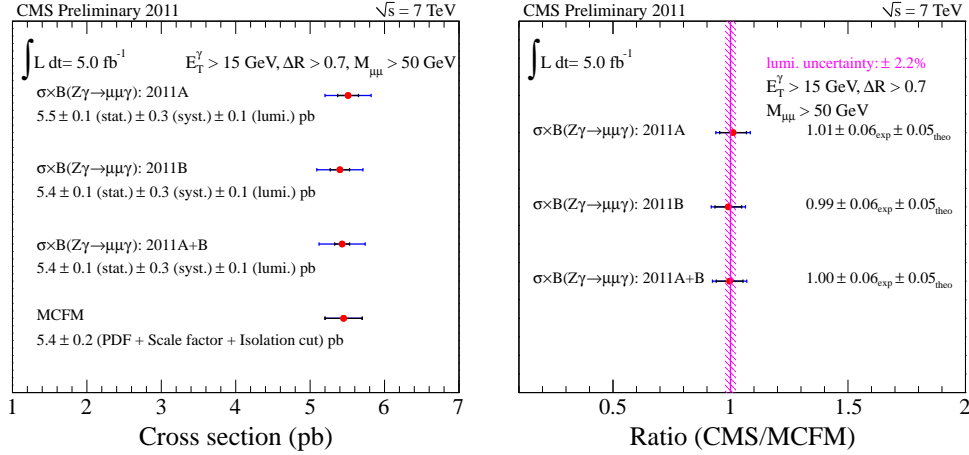 CMS Preliminary 2011 √s = 7 TeV
∫ L dt= 5.0 fb⁻¹ E_T^γ > 15 GeV, ΔR > 0.7, M_μμ > 50 GeV
σ×B(Zγ→μμγ): 2011A
5.5 ± 0.1 (stat.) ± 0.3 (syst.) ± 0.1 (lumi.) pb
σ×B(Zγ→μμγ): 2011B
5.4 ± 0.1 (stat.) ± 0.3 (syst.) ± 0.1 (lumi.) pb
σ×B(Zγ→μμγ): 2011A+B
5.4 ± 0.1 (stat.) ± 0.3 (syst.) ± 0.1 (lumi.) pb
MCFM
5.4 ± 0.2 (PDF + Scale factor + Isolation cut) pb
1 2 3 4 5 6 7
Cross section (pb)
CMS Preliminary 2011 √s = 7 TeV
∫ L dt= 5.0 fb⁻¹ lumi. uncertainty: ± 2.2%
E_T^γ > 15 GeV, ΔR > 0.7
M_μμ > 50 GeV
σ×B(Zγ→μμγ): 2011A 1.01 ± 0.06_exp ± 0.05_theo
σ×B(Zγ→μμγ): 2011B 0.99 ± 0.06_exp ± 0.05_theo
σ×B(Zγ→μμγ): 2011A+B 1.00 ± 0.06_exp ± 0.05_theo
0.5 1 1.5 2
Ratio (CMS/MCFM)